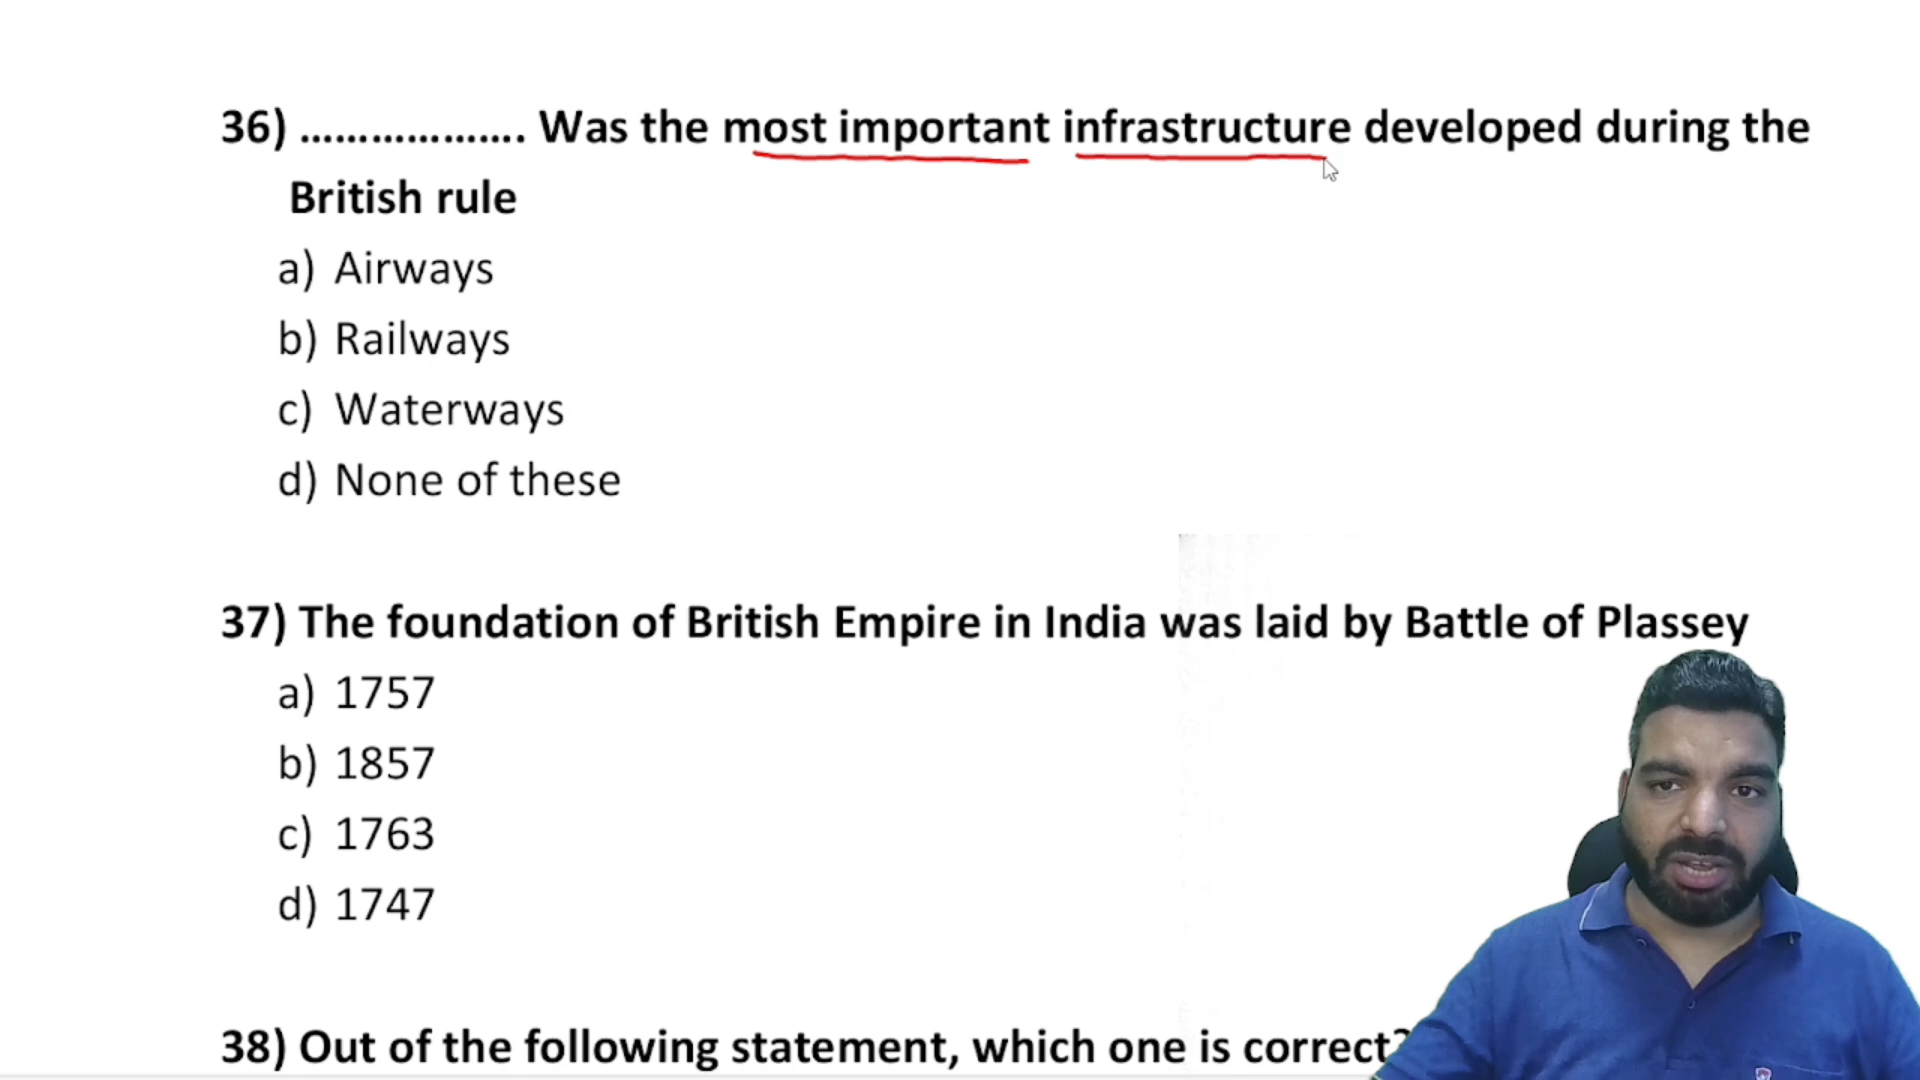 36) .................... Was the most important infrastructure developed during the
British rule
a) Airways
b) Railways
c) Waterways
d) None of these
37) The foundation of British Empire in India was laid by Battle of Plassey
a) 1757
b) 1857
c) 1763
d) 1747
38) Out of the following statement, which one is correct?